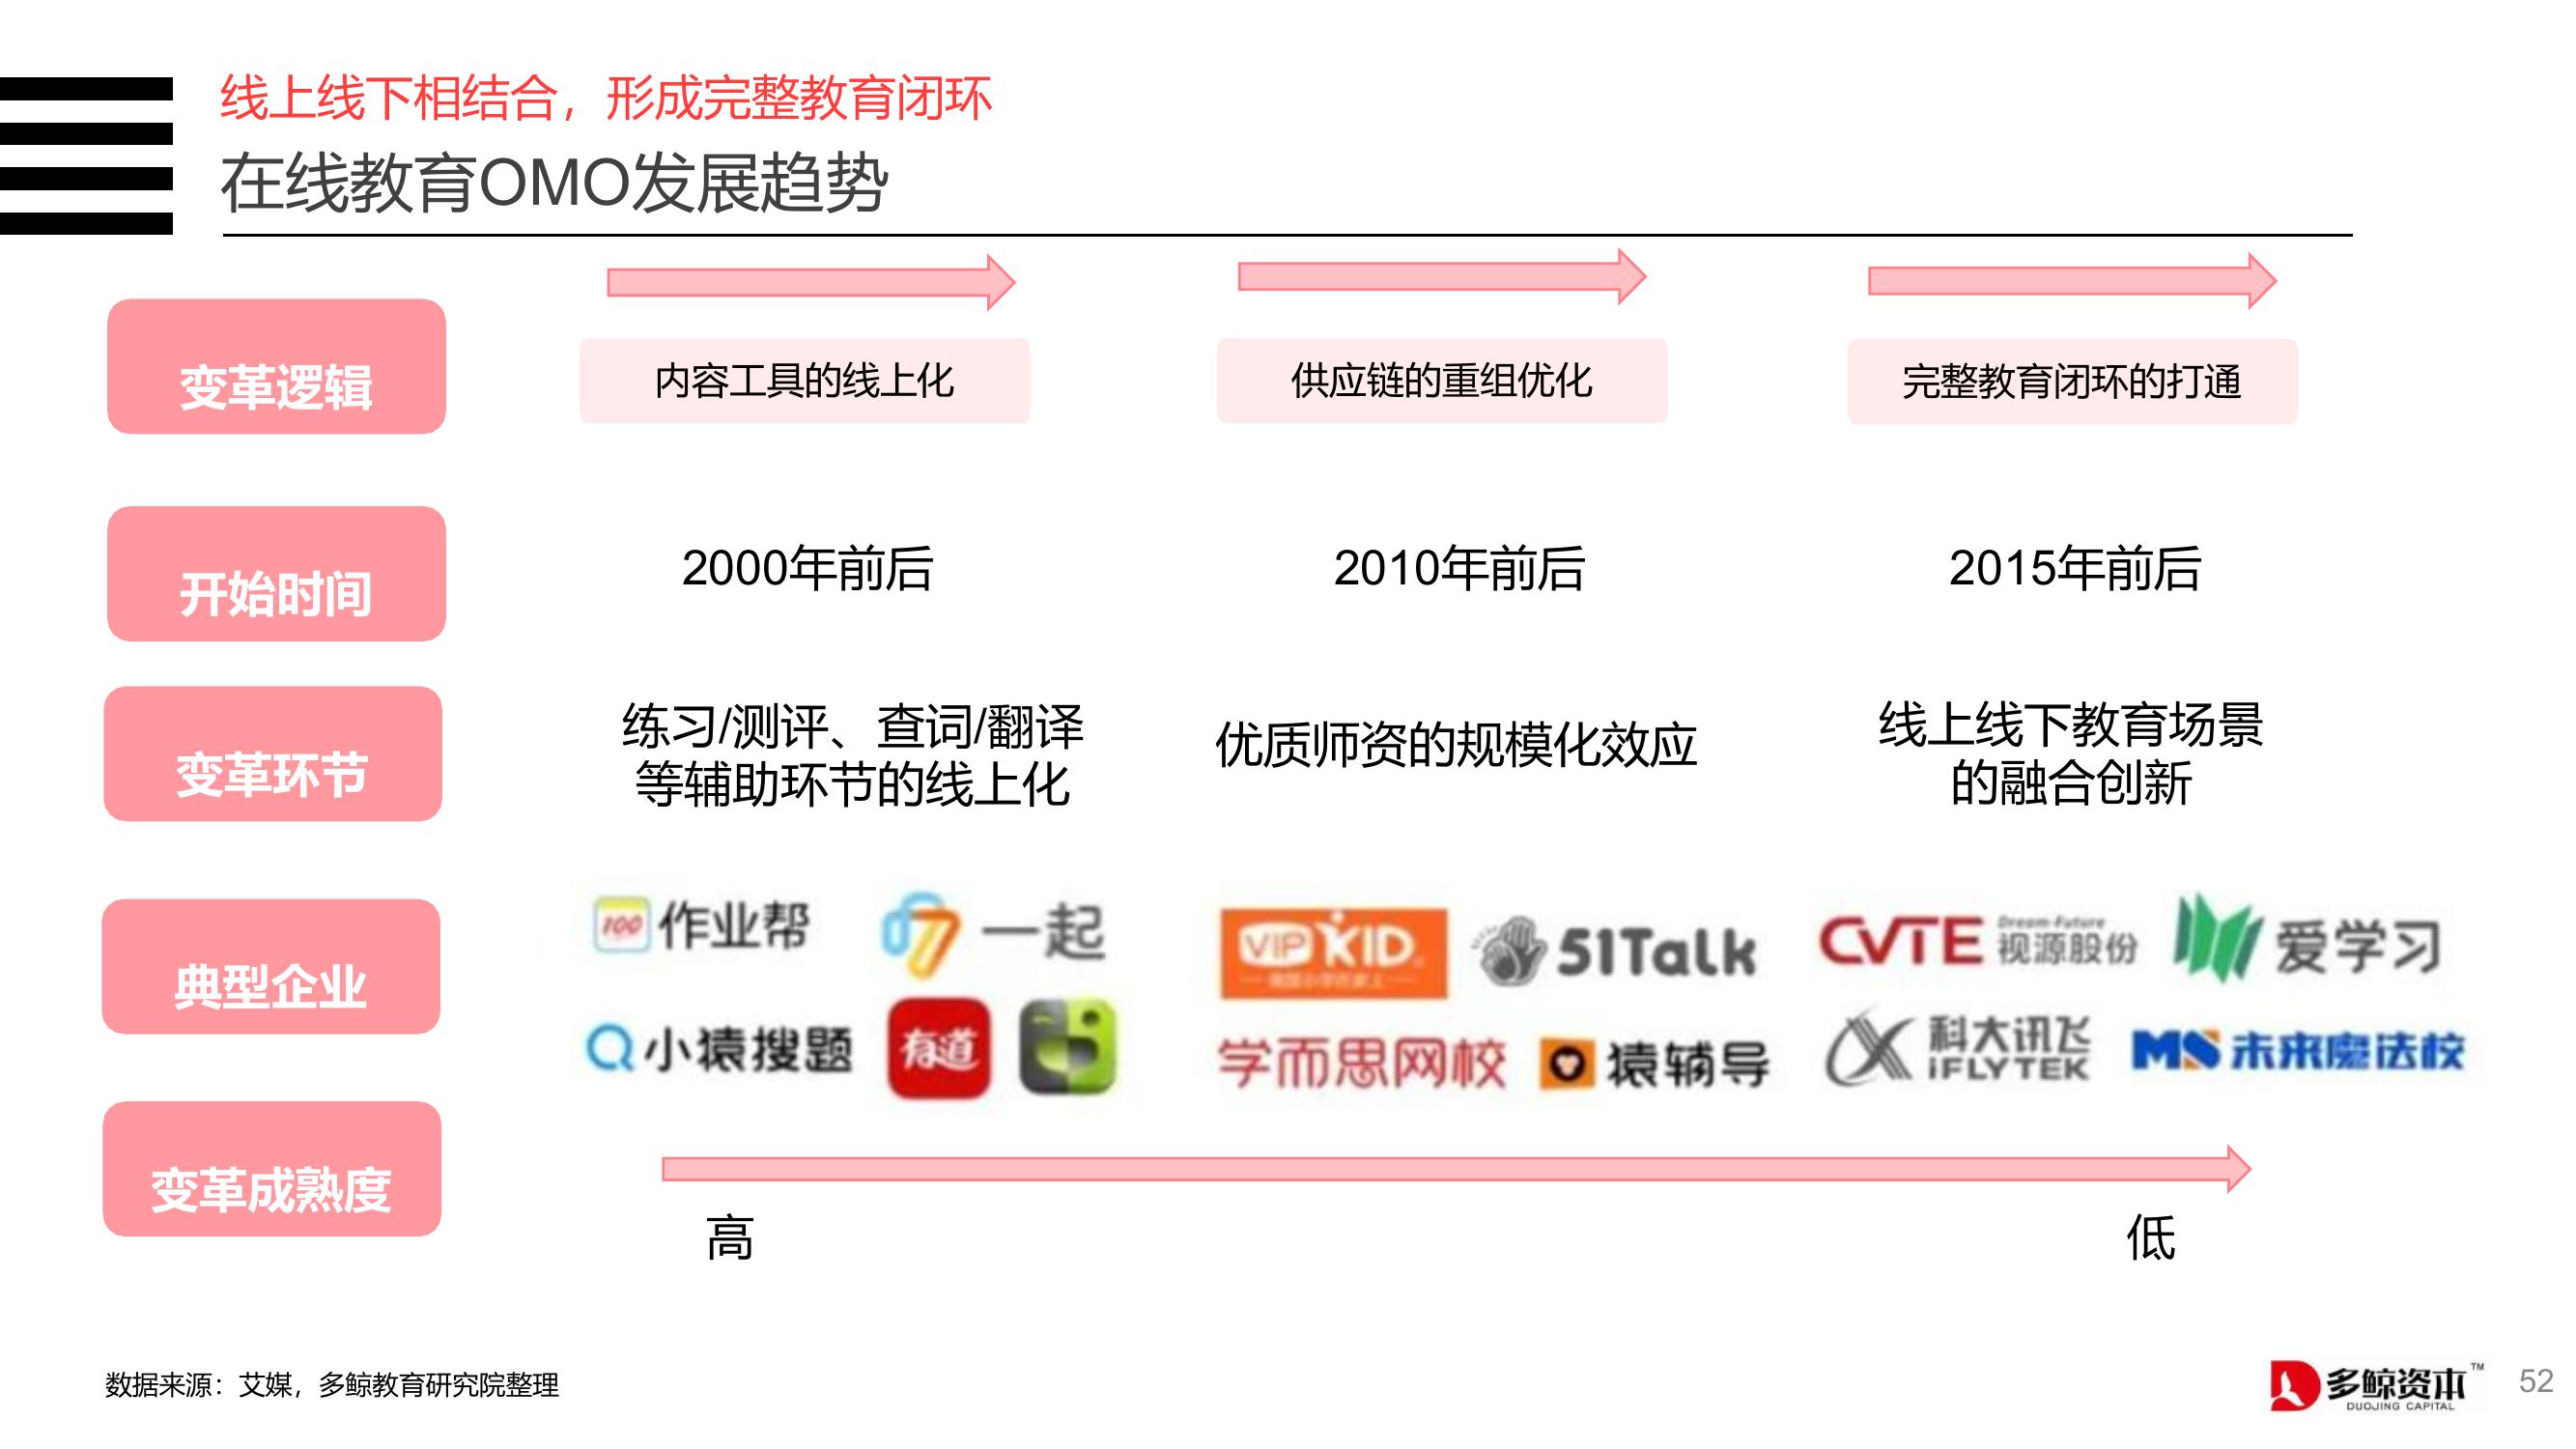 线上线下相结合，形成完整教育闭环
在线教育OMO发展趋势
变革逻辑
内容工具的线上化
供应链的重组优化
完整教育闭环的打通
开始时间
2000年前后
2010年前后
2015年前后
变革环节
练习/测评、查词/翻译
等辅助环节的线上化
优质师资的规模化效应
线上线下教育场景
的融合创新
典型企业
100 作业帮
17 一起
小猿搜题
有道
VIPKID
51Talk
学而思网校
猿辅导
CVTE Dream-Future 视源股份
爱学习
科大讯飞
iFLYTEK
MS 未来魔法校
变革成熟度
高
低
数据来源：艾媒，多鲸教育研究院整理
多鲸资本™
DUOJING CAPITAL
52